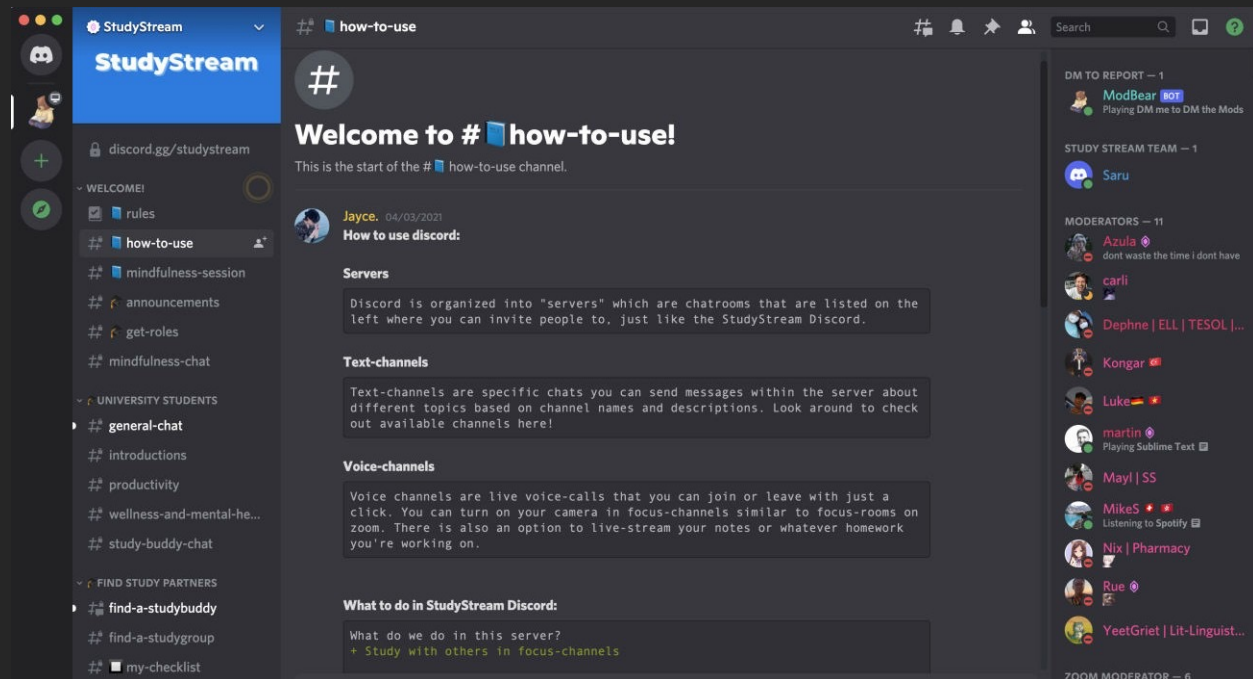 StudyStream
StudyStream
discord.gg/studystream
WELCOME!
rules
how-to-use
mindfulness-session
announcements
get-roles
mindfulness-chat
UNIVERSITY STUDENTS
general-chat
introductions
productivity
wellness-and-mental-he...
study-buddy-chat
FIND STUDY PARTNERS
find-a-studybuddy
find-a-studygroup
my-checklist
how-to-use
Search
Welcome to #📘how-to-use!
This is the start of the #📘 how-to-use channel.
Jayce. 04/03/2021
How to use discord:
Servers
Discord is organized into "servers" which are chatrooms that are listed on the
left where you can invite people to, just like the StudyStream Discord.
Text-channels
Text-channels are specific chats you can send messages within the server about
different topics based on channel names and descriptions. Look around to check
out available channels here!
Voice-channels
Voice channels are live voice-calls that you can join or leave with just a
click. You can turn on your camera in focus-channels similar to focus-rooms on
zoom. There is also an option to live-stream your notes or whatever homework
you're working on.
What to do in StudyStream Discord:
What do we do in this server?
+ Study with others in focus-channels
DM TO REPORT — 1
ModBear BOT
Playing DM me to DM the Mods
STUDY STREAM TEAM — 1
Saru
MODERATORS — 11
Azula
dont waste the time i dont have
carli
Dephne | ELL | TESOL |...
Kongar
Luke
martin
Playing Sublime Text
Mayl | SS
MikeS
Listening to Spotify
Nix | Pharmacy
Rue
YeetGriet | Lit-Linguist...
ZOOM MODERATOR — 6